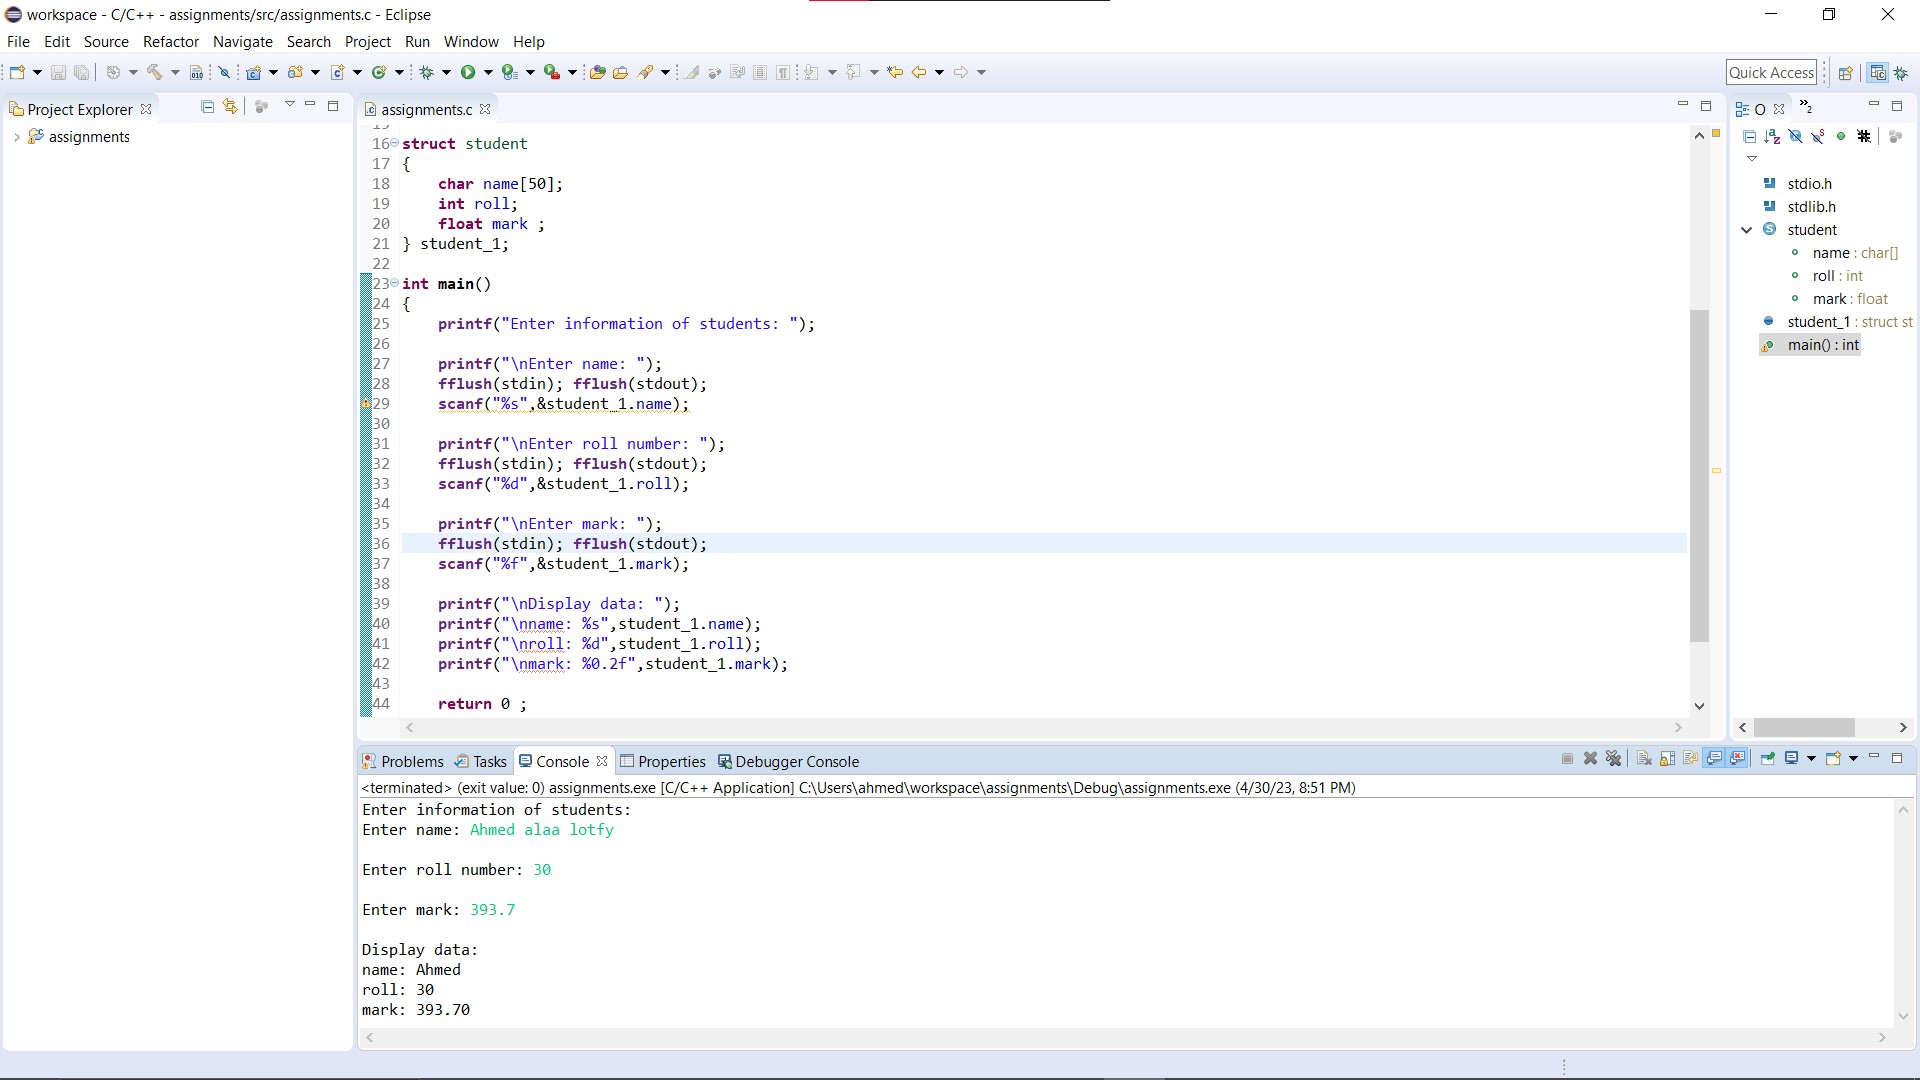 workspace - C/C++ - assignments/src/assignments.c - Eclipse
File Edit Source Refactor Navigate Search Project Run Window Help
Quick Access
Project Explorer
assignments
assignments.c
16 struct student
17 {
18 char name[50];
19 int roll;
20 float mark ;
21 } student_1;
22
23 int main()
24 {
25 printf("Enter information of students: ");
26
27 printf("\nEnter name: ");
28 fflush(stdin); fflush(stdout);
29 scanf("%s",&student_1.name);
30
31 printf("\nEnter roll number: ");
32 fflush(stdin); fflush(stdout);
33 scanf("%d",&student_1.roll);
34
35 printf("\nEnter mark: ");
36 fflush(stdin); fflush(stdout);
37 scanf("%f",&student_1.mark);
38
39 printf("\nDisplay data: ");
40 printf("\nname: %s",student_1.name);
41 printf("\nroll: %d",student_1.roll);
42 printf("\nmark: %0.2f",student_1.mark);
43
44 return 0 ;
O
2
stdio.h
stdlib.h
student
name : char[]
roll : int
mark : float
student_1 : struct st
main() : int
Problems Tasks Console Properties Debugger Console
<terminated> (exit value: 0) assignments.exe [C/C++ Application] C:\Users\ahmed\workspace\assignments\Debug\assignments.exe (4/30/23, 8:51 PM)
Enter information of students:
Enter name: Ahmed alaa lotfy
Enter roll number: 30
Enter mark: 393.7
Display data:
name: Ahmed
roll: 30
mark: 393.70